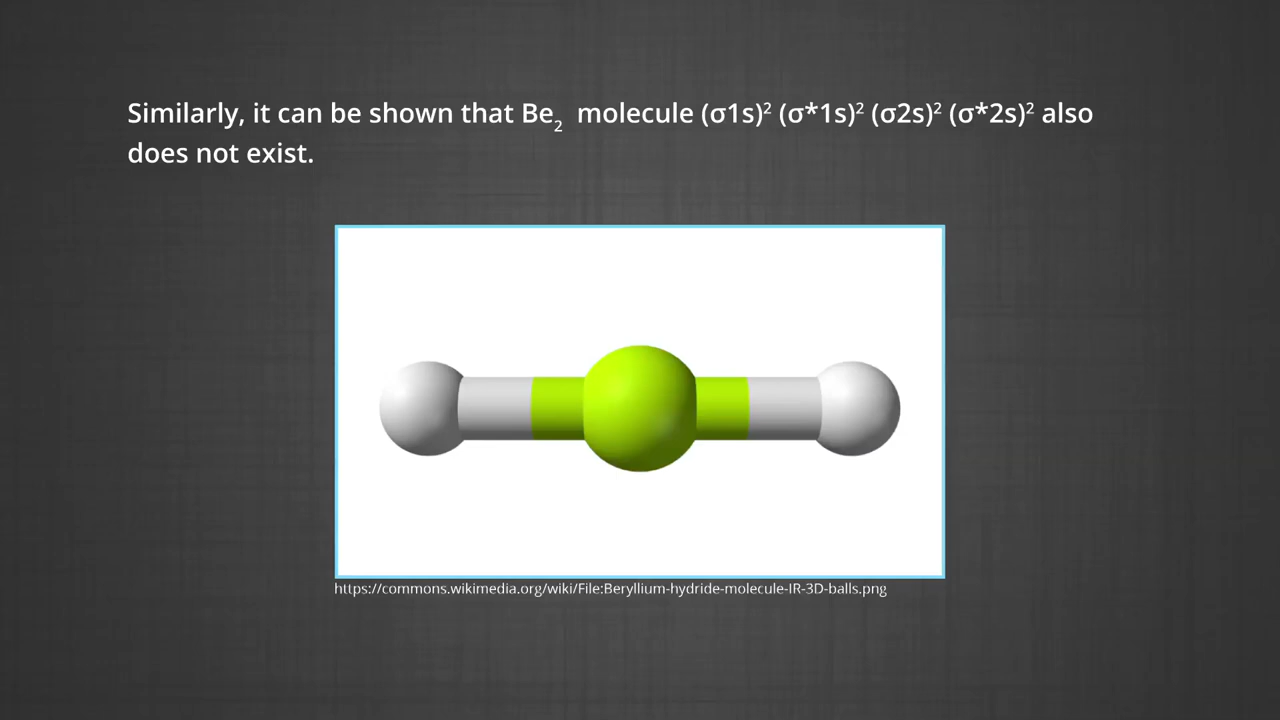 Similarly, it can be shown that Be₂ molecule (σ1s)² (σ*1s)² (σ2s)² (σ*2s)² also
does not exist.
https://commons.wikimedia.org/wiki/File:Beryllium-hydride-molecule-IR-3D-balls.png